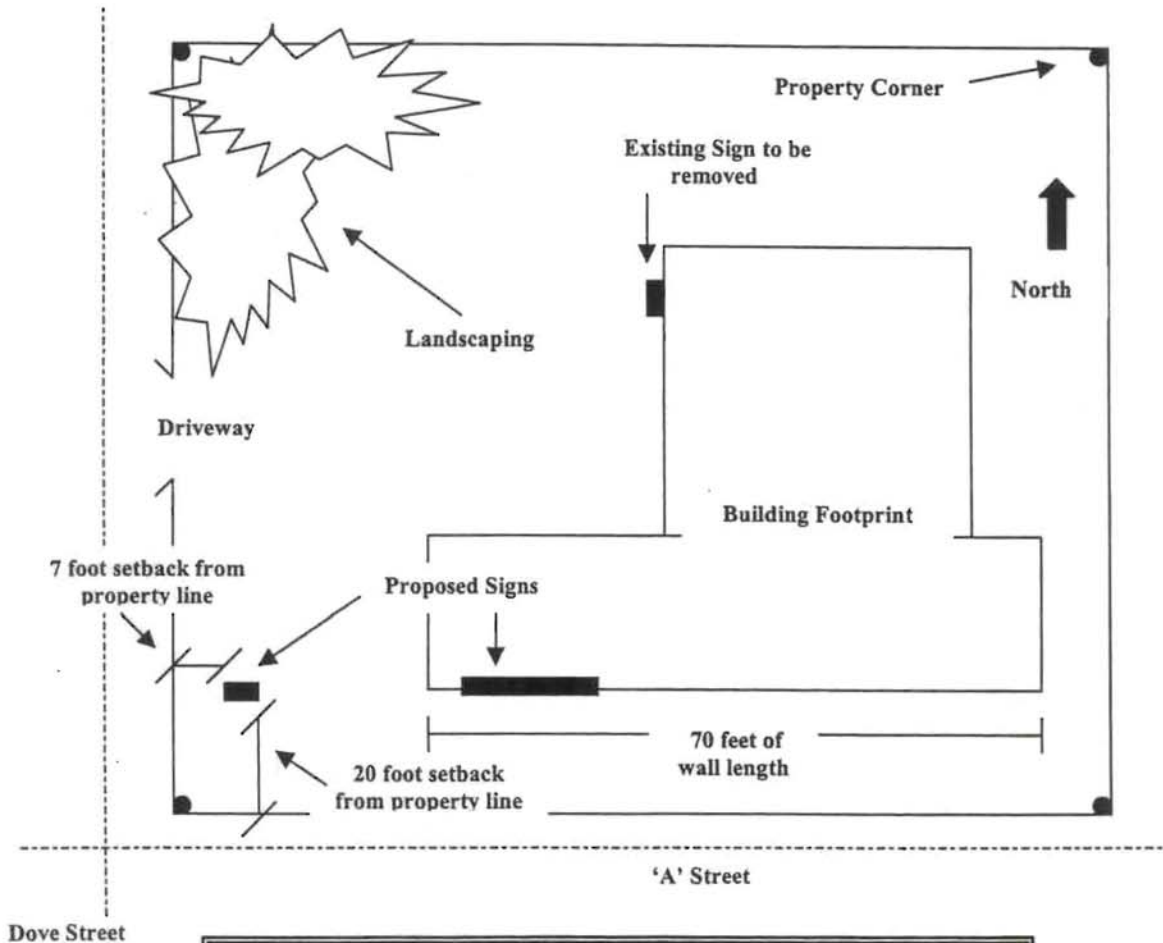 Property Corner
Existing Sign to be
removed
North
Landscaping
Driveway
Building Footprint
7 foot setback from
property line
Proposed Signs
70 feet of
wall length
20 foot setback
from property line
'A' Street
Dove Street